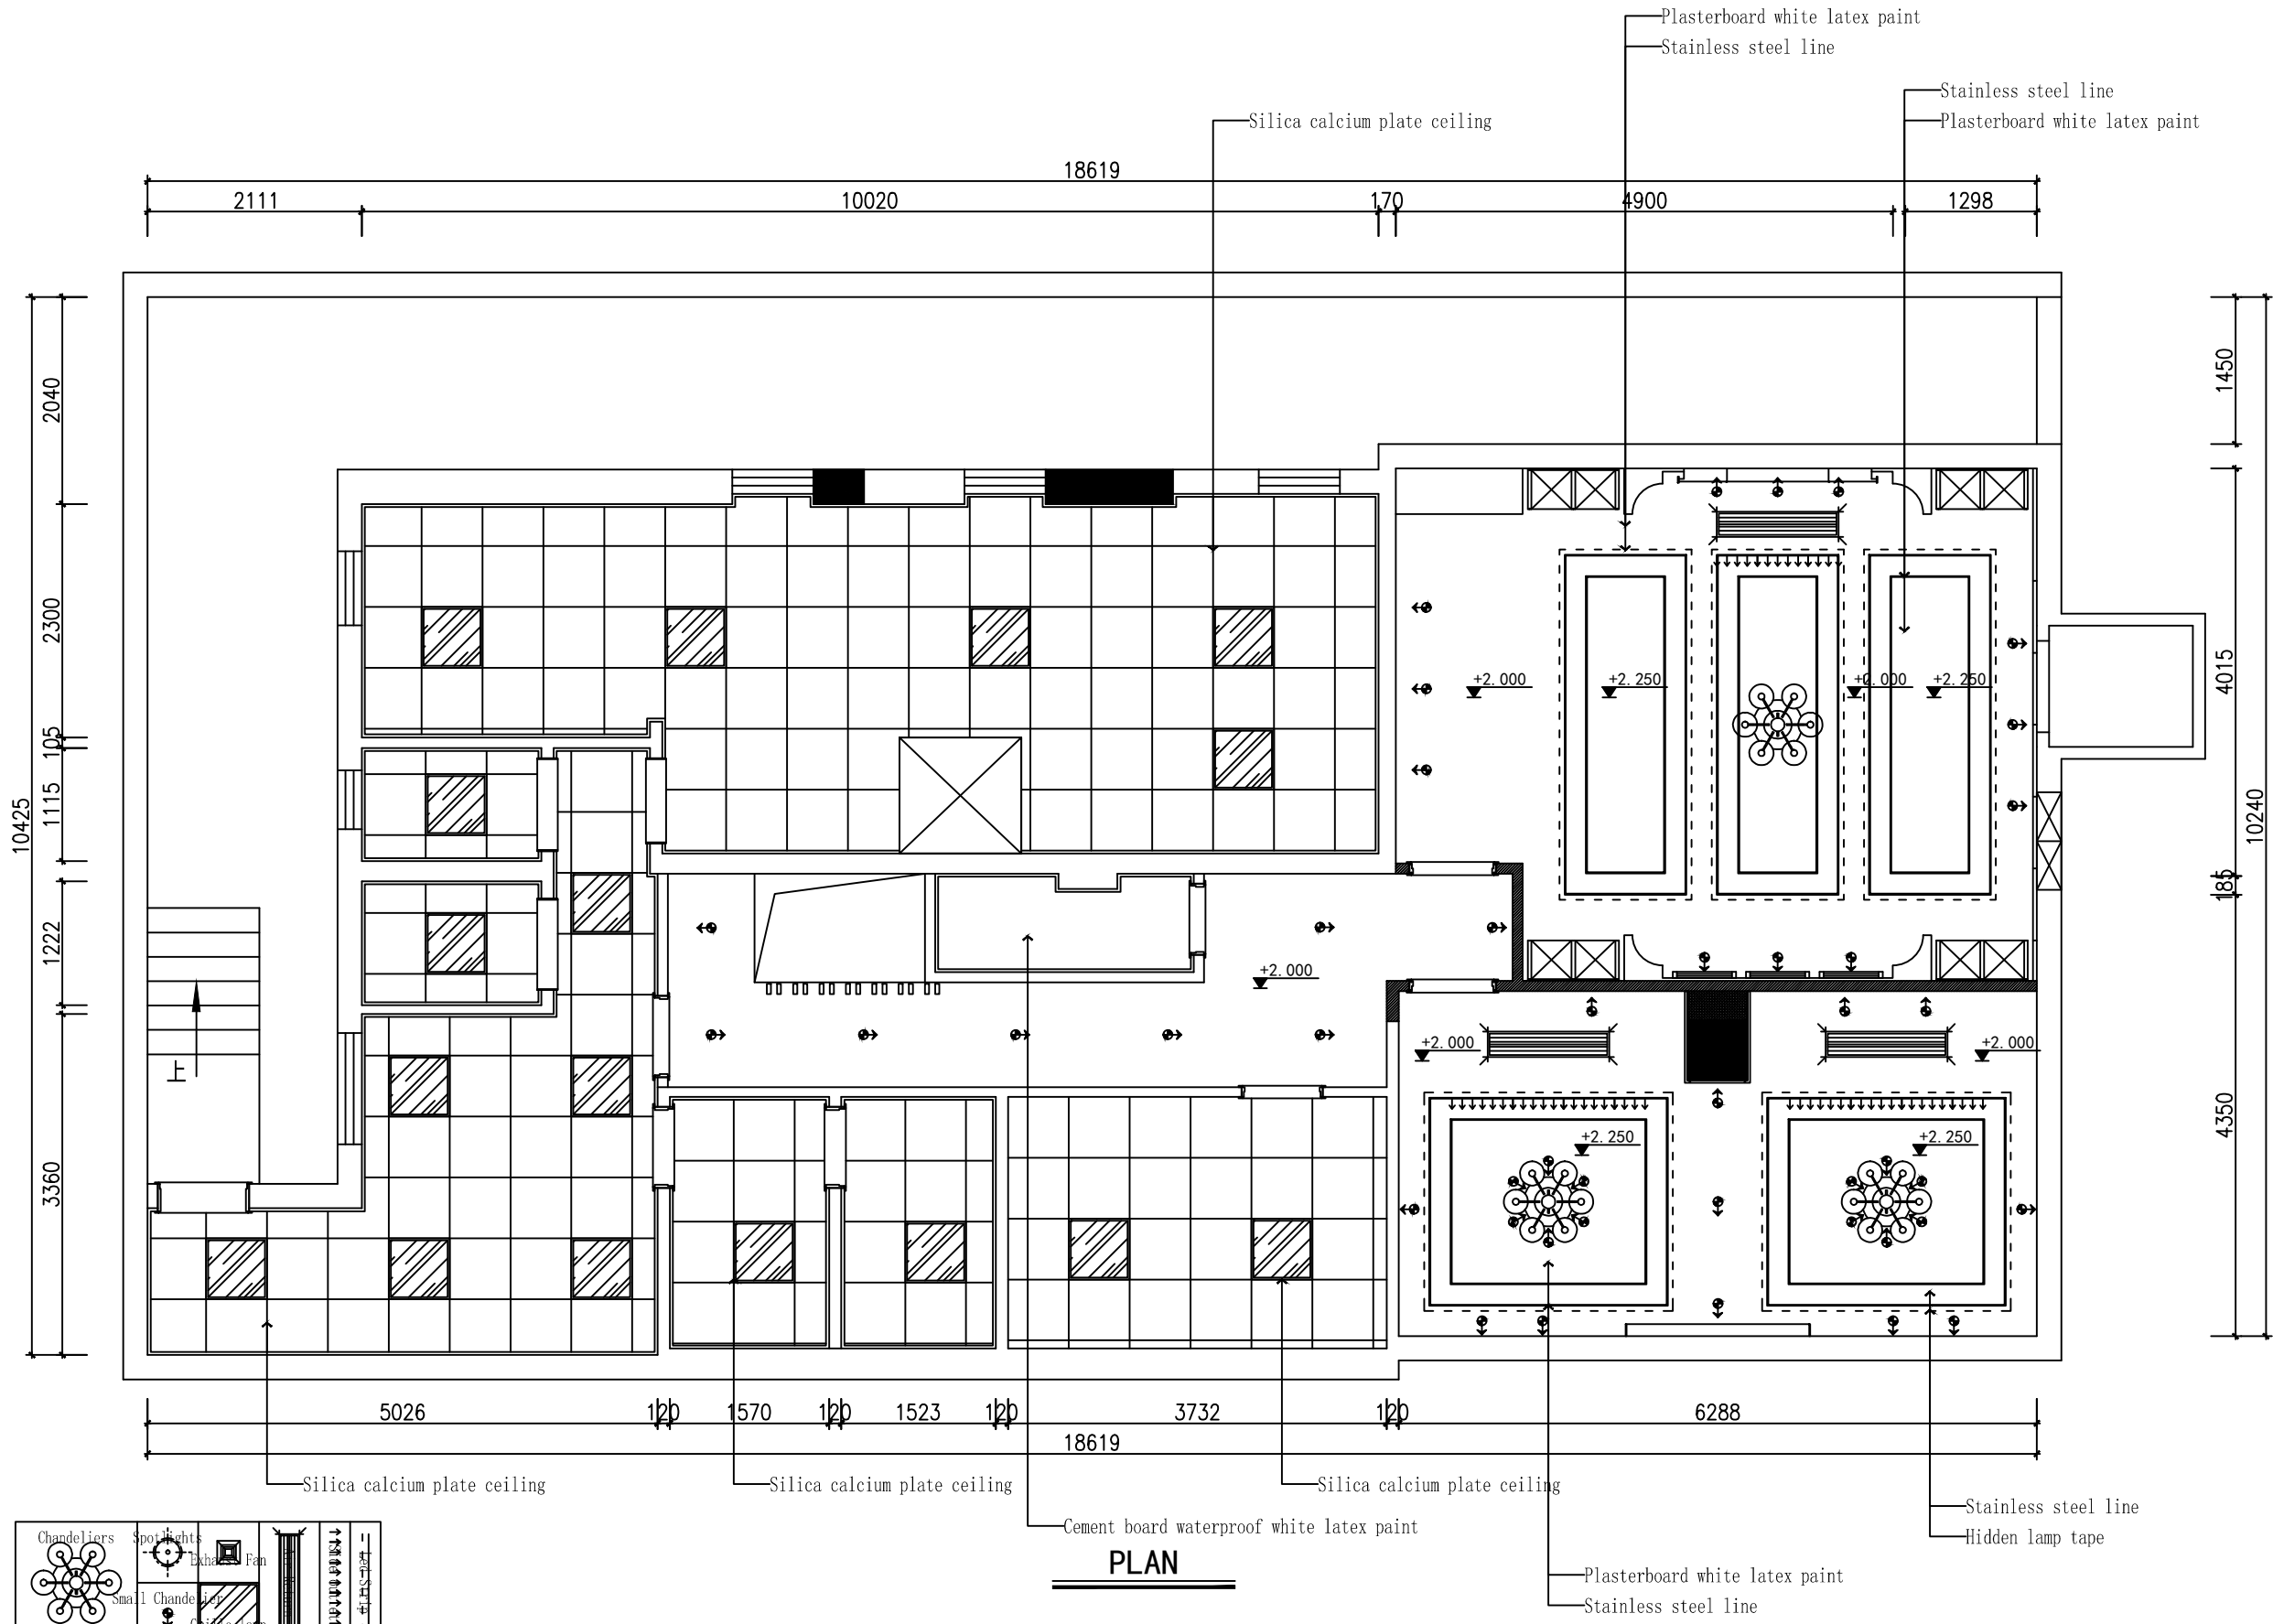 Plasterboard white latex paint
Stainless steel line
Stainless steel line
Silica calcium plate ceiling
Plasterboard white latex paint
18619
2111
10020
170
4900
1298
10425
2040
2300
105
1115
1222
3360
1450
4015
185
4350
10240
+2.000
+2.250
+2.000
+2.250
+2.000
+2.000
+2.000
+2.250
+2.250
上
5026
120
1570
120
1523
120
3732
120
6288
18619
Silica calcium plate ceiling
Silica calcium plate ceiling
Silica calcium plate ceiling
Stainless steel line
Cement board waterproof white latex paint
Hidden lamp tape
PLAN
Plasterboard white latex paint
Stainless steel line
Chandeliers
Spotlights
Exhaust Fan
Small Chandelier
Led Strip